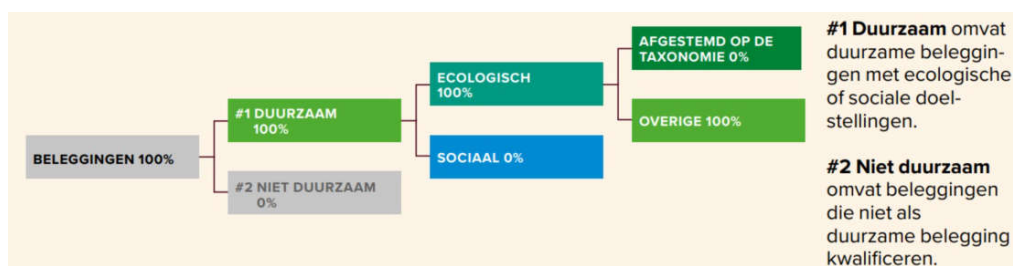 BELEGGINGEN 100%
#1 DUURZAAM
100%
#2 NIET DUURZAAM
0%
ECOLOGISCH
100%
SOCIAAL 0%
AFGESTEMD OP DE
TAXONOMIE 0%
OVERIGE 100%
#1 Duurzaam omvat
duurzame beleggin-
gen met ecologische
of sociale doel-
stellingen.
#2 Niet duurzaam
omvat beleggingen
die niet als
duurzame belegging
kwalificeren.